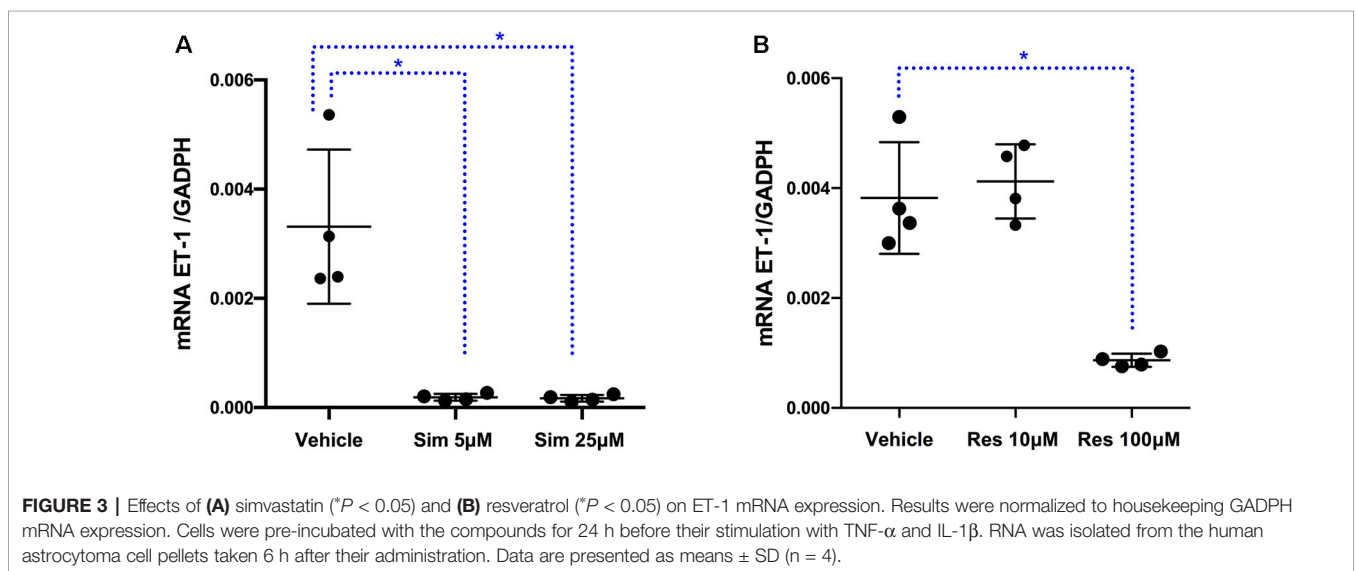 A
*
*
0.006
0.004
0.002
0.000
mRNA ET-1 /GADPH
Vehicle
Sim 5µM
Sim 25µM
B
*
0.006
0.004
0.002
0.000
mRNA ET-1/GADPH
Vehicle
Res 10µM
Res 100µM
FIGURE 3 | Effects of (A) simvastatin (*P < 0.05) and (B) resveratrol (*P < 0.05) on ET-1 mRNA expression. Results were normalized to housekeeping GADPH
mRNA expression. Cells were pre-incubated with the compounds for 24 h before their stimulation with TNF-α and IL-1β. RNA was isolated from the human
astrocytoma cell pellets taken 6 h after their administration. Data are presented as means ± SD (n = 4).